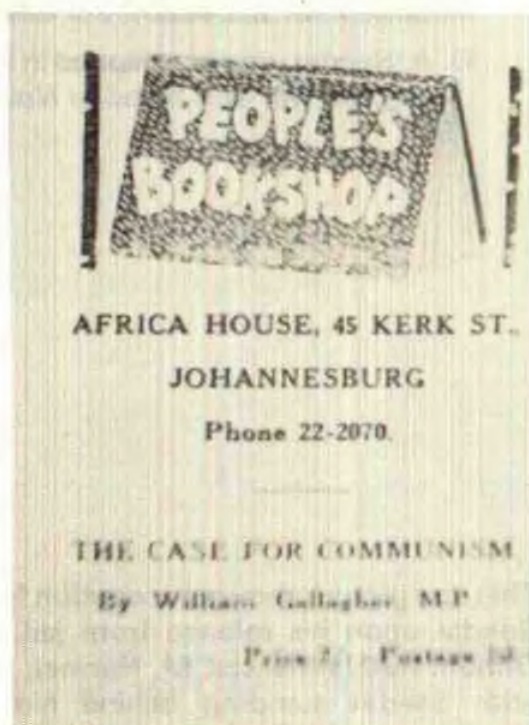 PEOPLE'S
BOOKSHOP
AFRICA HOUSE, 45 KERK ST.,
JOHANNESBURG
Phone 22-2070.
THE CASE FOR COMMUNISM
By William Gallagher M.P.
Price Postage